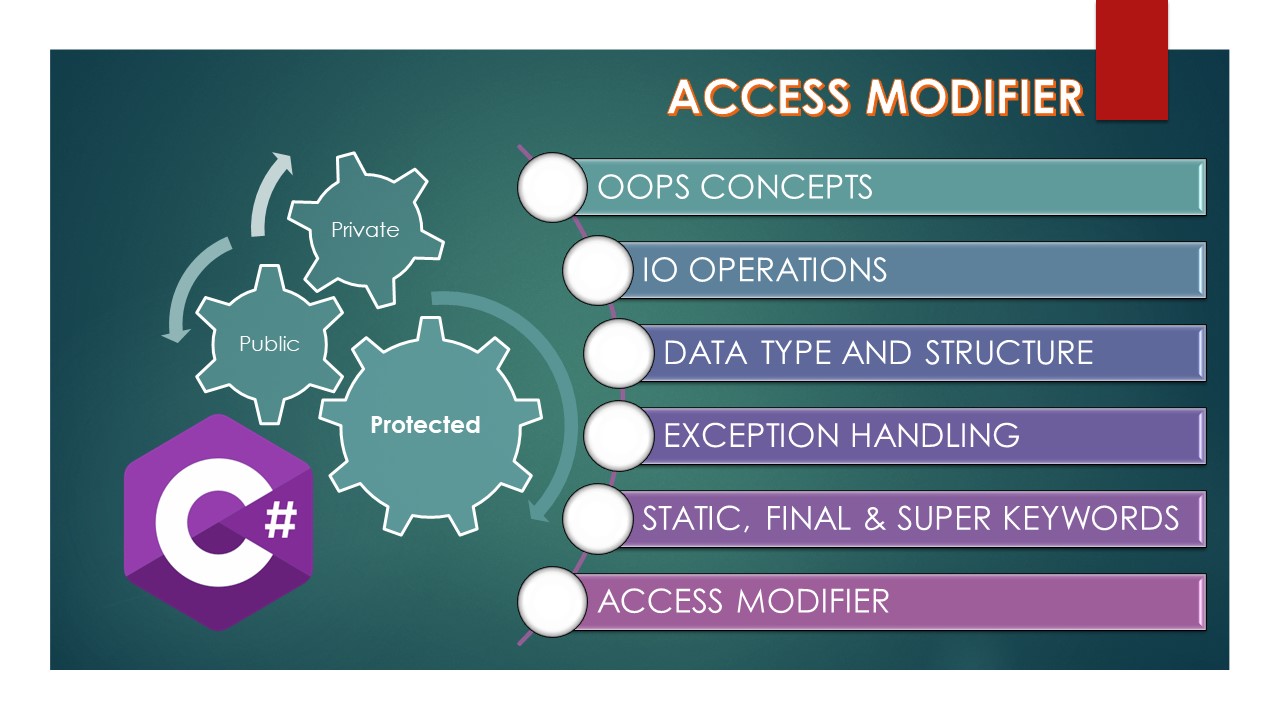 ACCESS MODIFIER
Private
Public
Protected
C#
OOPS CONCEPTS
IO OPERATIONS
DATA TYPE AND STRUCTURE
EXCEPTION HANDLING
STATIC, FINAL & SUPER KEYWORDS
ACCESS MODIFIER